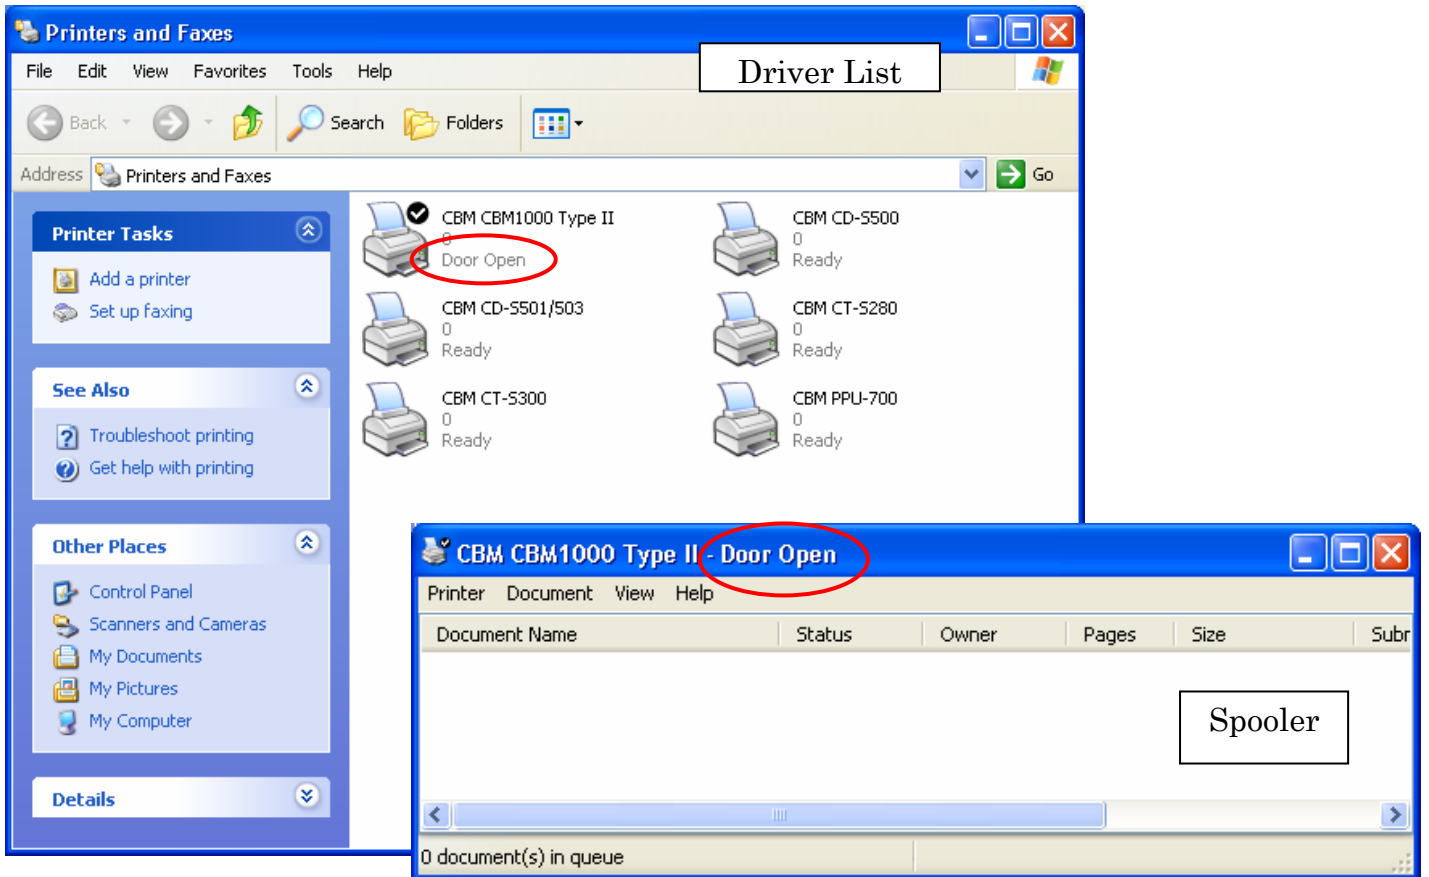 Printers and Faxes
File Edit View Favorites Tools Help
Driver List
Back Search Folders
Address Printers and Faxes Go
Printer Tasks
Add a printer
Set up faxing
See Also
Troubleshoot printing
Get help with printing
Other Places
Control Panel
Scanners and Cameras
My Documents
My Pictures
My Computer
Details
CBM CBM1000 Type II
0
Door Open
CBM CD-S500
0
Ready
CBM CD-S501/503
0
Ready
CBM CT-S280
0
Ready
CBM CT-S300
0
Ready
CBM PPU-700
0
Ready
CBM CBM1000 Type II - Door Open
Printer Document View Help
Document Name Status Owner Pages Size Subr
Spooler
0 document(s) in queue